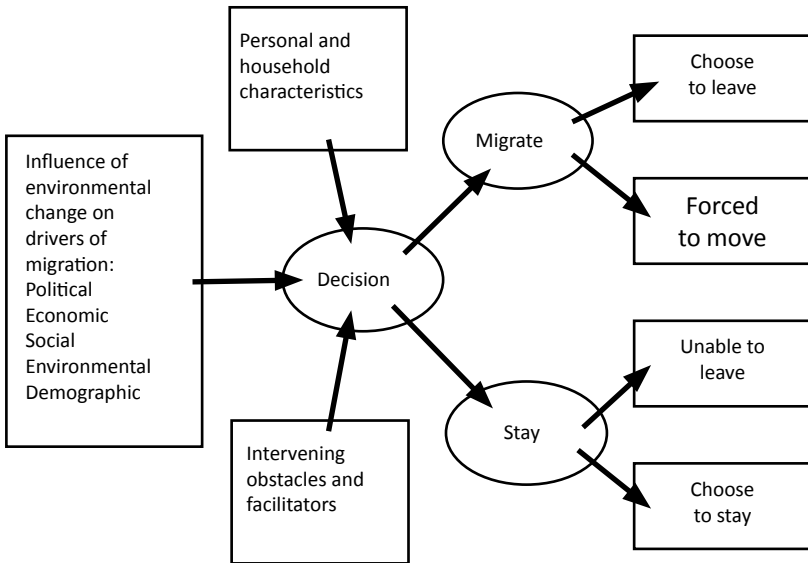 Personal and
household
characteristics
Choose
to leave
Migrate
Influence of
environmental
change on
drivers of
migration:
Political
Economic
Social
Environmental
Demographic
Forced
to move
Decision
Unable to
leave
Stay
Intervening
obstacles and
facilitators
Choose
to stay